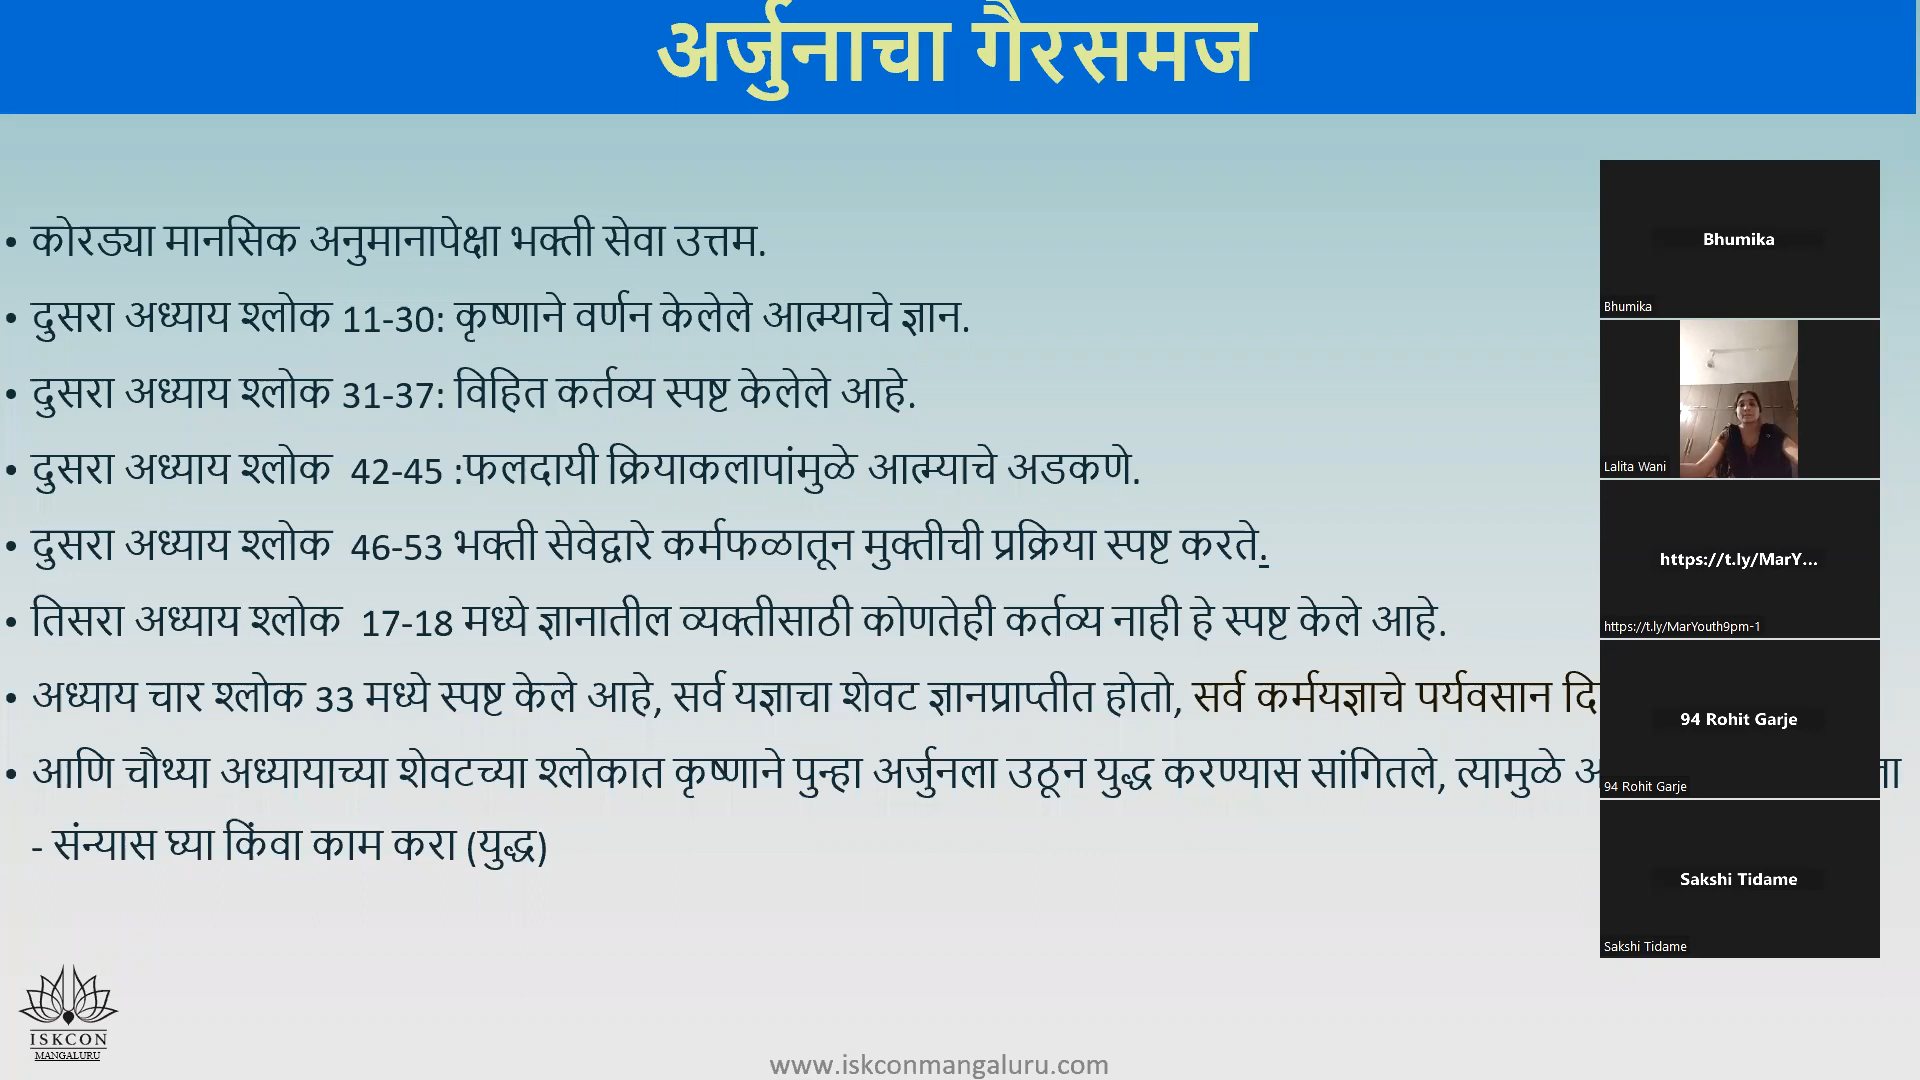 अर्जुनाचा गैरसमज
• कोरड्या मानसिक अनुमानापेक्षा भक्ती सेवा उत्तम.
• दुसरा अध्याय श्लोक 11-30: कृष्णाने वर्णन केलेले आत्म्याचे ज्ञान.
• दुसरा अध्याय श्लोक 31-37: विहित कर्तव्य स्पष्ट केलेले आहे.
• दुसरा अध्याय श्लोक 42-45 :फलदायी क्रियाकलापांमुळे आत्म्याचे अडकणे.
• दुसरा अध्याय श्लोक 46-53 भक्ती सेवेद्वारे कर्मफळातून मुक्तीची प्रक्रिया स्पष्ट करते.
• तिसरा अध्याय श्लोक 17-18 मध्ये ज्ञानातील व्यक्तीसाठी कोणतेही कर्तव्य नाही हे स्पष्ट केले आहे.
• अध्याय चार श्लोक 33 मध्ये स्पष्ट केले आहे, सर्व यज्ञाचा शेवट ज्ञानप्राप्तीत होतो, सर्व कर्मयज्ञाचे पर्यवसान
• आणि चौथ्या अध्यायाच्या शेवटच्या श्लोकात कृष्णाने पुन्हा अर्जुनला उठून युद्ध करण्यास सांगितले, त्यामुळे
- संन्यास घ्या किंवा काम करा (युद्ध)
Bhumika
Bhumika
Lalita Wani
https://t.ly/MarY...
https://t.ly/MarYouth9pm-1
94 Rohit Garje
94 Rohit Garje
Sakshi Tidame
Sakshi Tidame
ISKCON
MANGALURU
www.iskconmangaluru.com